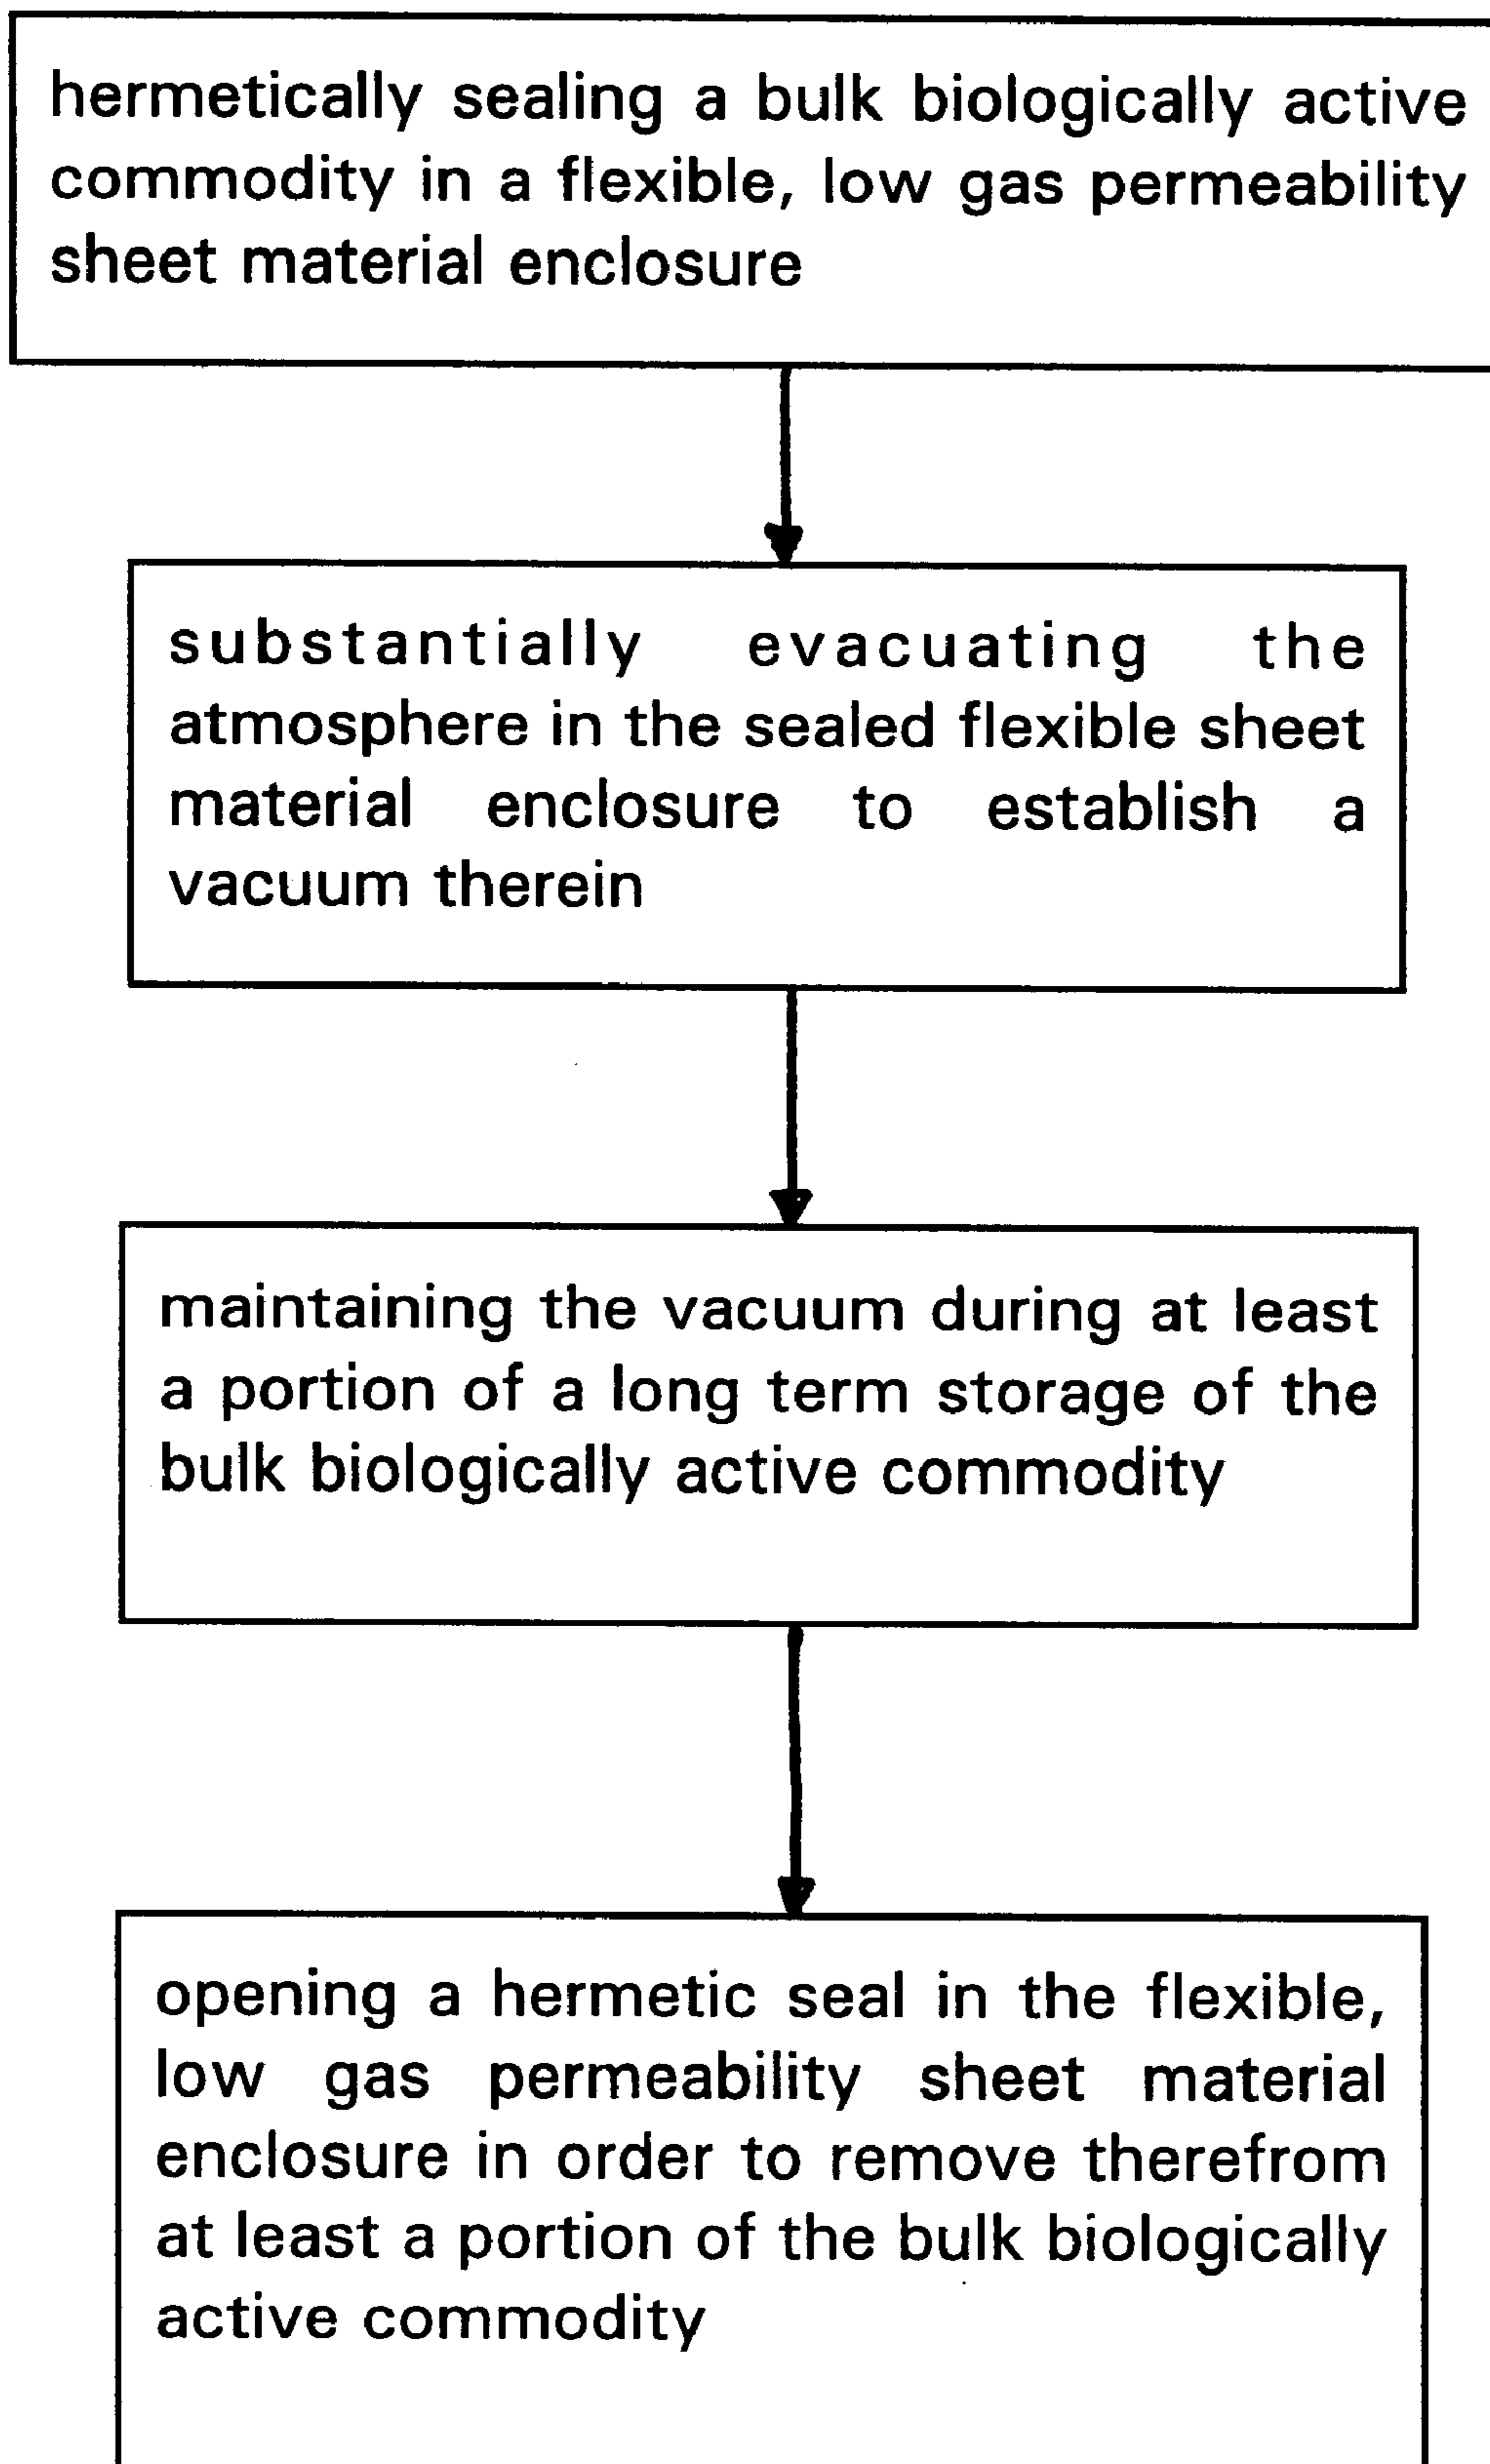 hermetically sealing a bulk biologically active
commodity in a flexible, low gas permeability
sheet material enclosure
substantially evacuating the
atmosphere in the sealed flexible sheet
material enclosure to establish a
vacuum therein
maintaining the vacuum during at least
a portion of a long term storage of the
bulk biologically active commodity
opening a hermetic seal in the flexible,
low gas permeability sheet material
enclosure in order to remove therefrom
at least a portion of the bulk biologically
active commodity